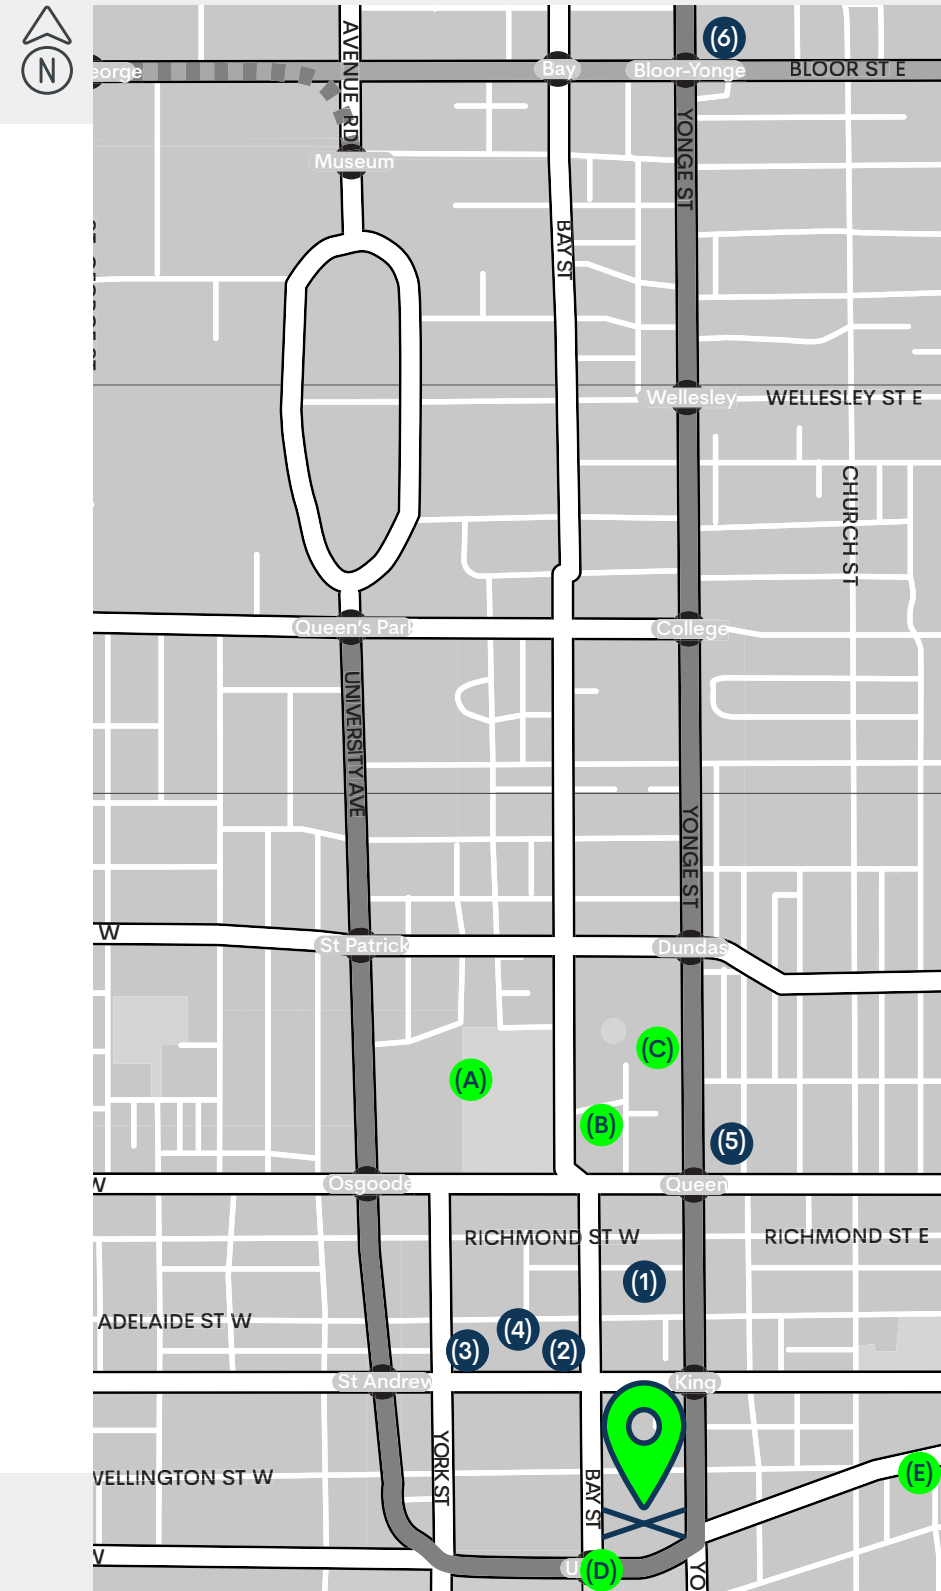 N
AVENUE RD
(6)
eorge
Bay
Bloor-Yonge
BLOOR ST E
YONGE ST
Museum
BAY ST
Wellesley
WELLESLEY ST E
CHURCH ST
Queen's Park
College
UNIVERSITY AVE
YONGE ST
W
St Patrick
Dundas
(C)
(A)
(B)
(5)
W
Osgoode
Queen
RICHMOND ST W
RICHMOND ST E
(1)
ADELAIDE ST W
(4)
(3)
(2)
St Andrew
King
YORK ST
WELLINGTON ST W
BAY ST
(E)
W
U
(D)
YO